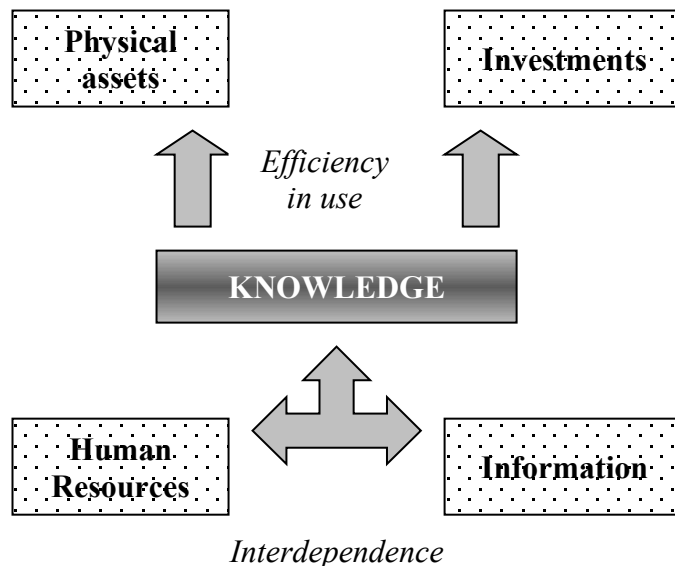 Physical
assets
Investments
Efficiency
in use
KNOWLEDGE
Human
Resources
Information
Interdependence